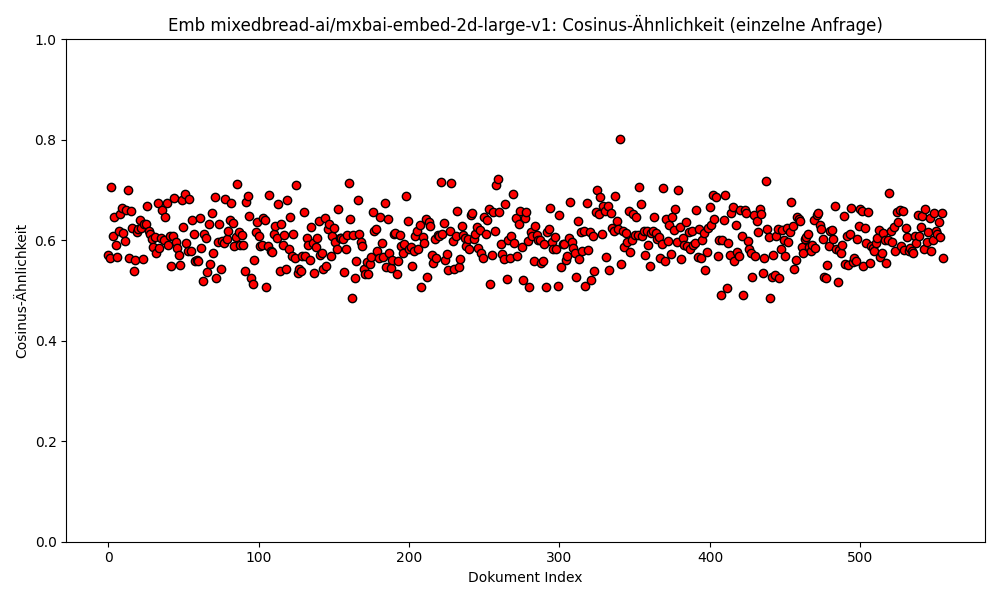 Emb mixedbread-ai/mxbai-embed-2d-large-v1: Cosinus-Ähnlichkeit (einzelne Anfrage)
1.0
0.8
0.6
0.4
0.2
0.0
Cosinus-Ähnlichkeit
0 100 200 300 400 500
Dokument Index